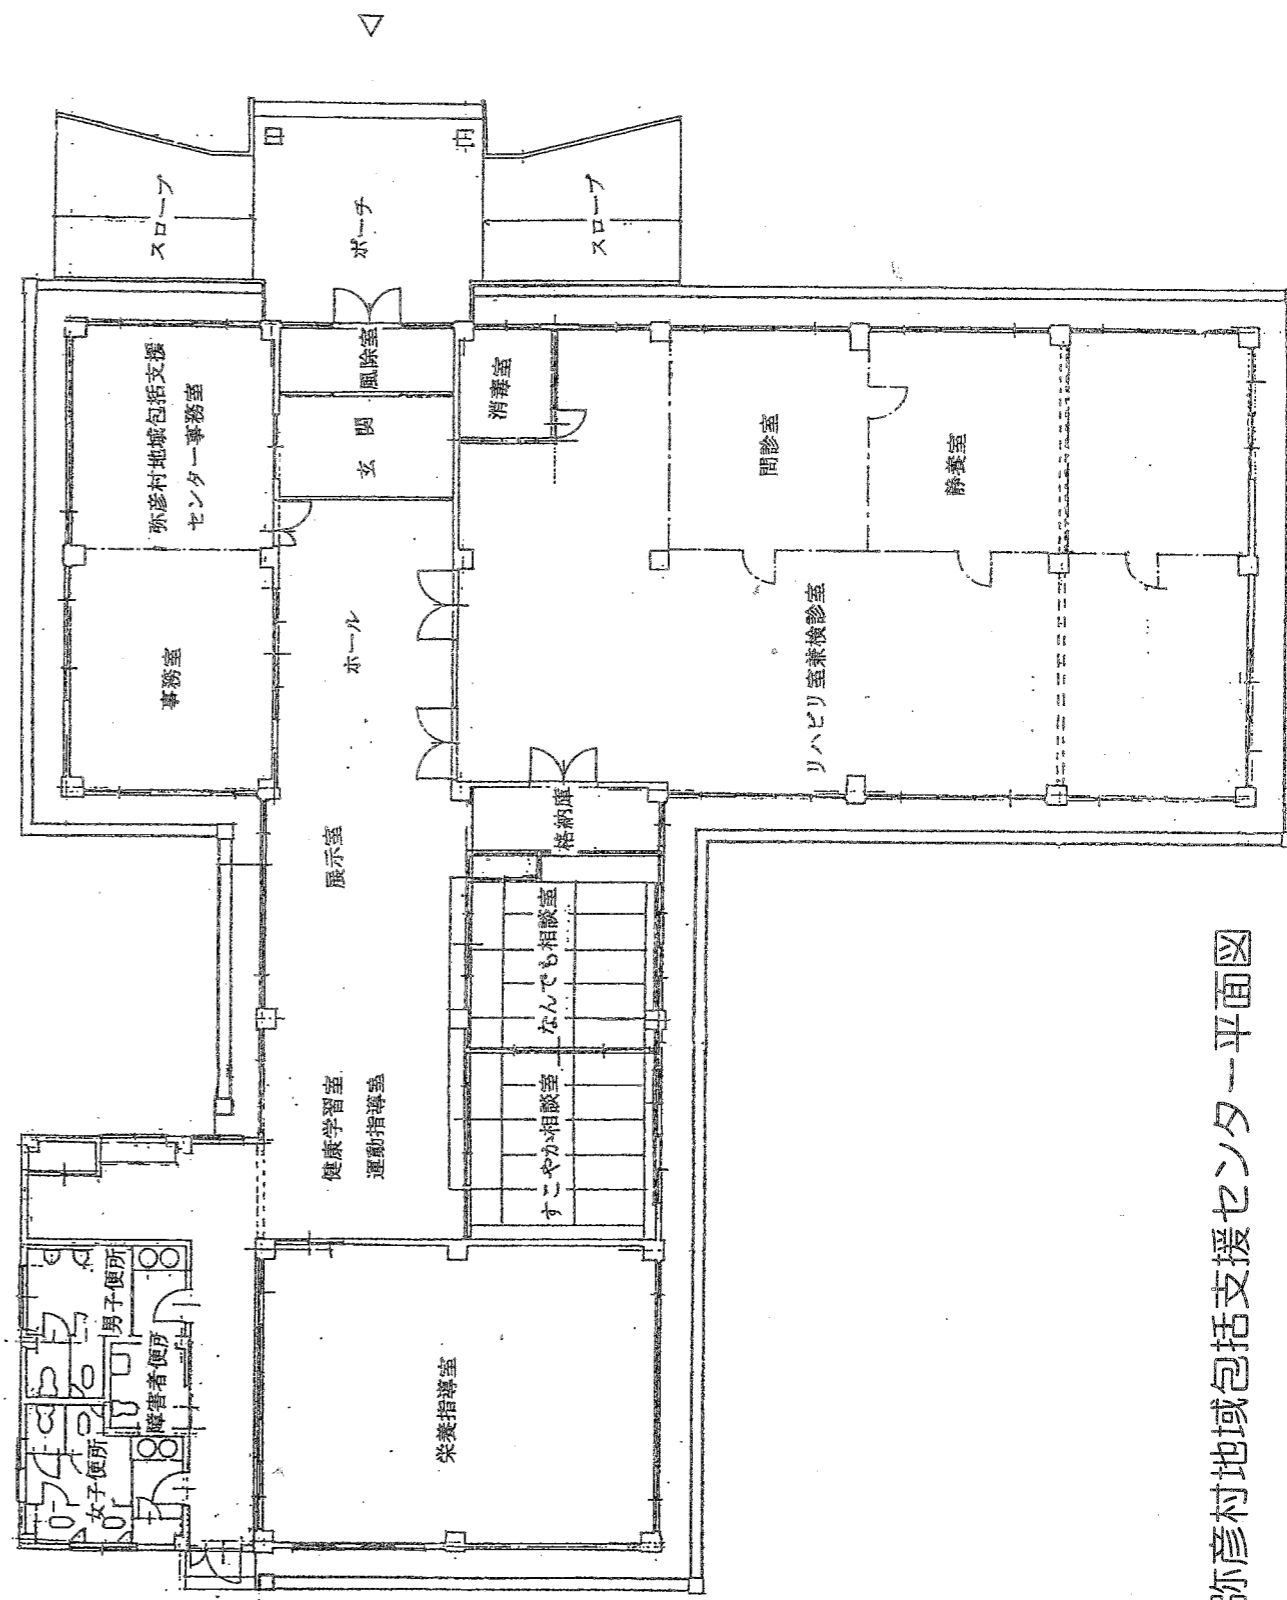 スロープ
ポーチ
スロープ
弥彦村地域包括支援
センター事務室
風除室
玄関
消毒室
問診室
静養室
事務室
ホール
リハビリ室兼検診室
展示室
格納庫
なんでも相談室
健康学習室
運動指導室
すこやか相談室
男子便所
障害者便所
女子便所
栄養指導室
弥彦村地域包括支援センター平面図